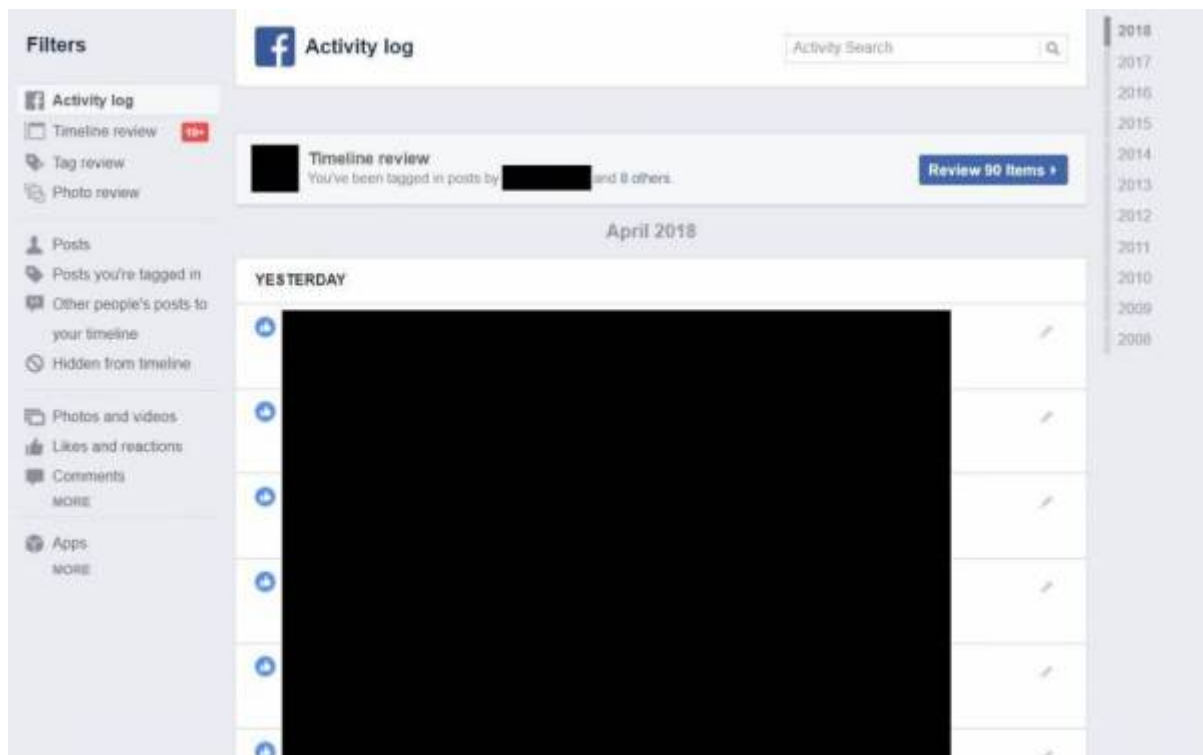 Filters
Activity log
Timeline review
Tag review
Photo review
Posts
Posts you're tagged in
Other people's posts to
your timeline
Hidden from timeline
Photos and videos
Likes and reactions
Comments
MORE
Apps
MORE
Activity log
Activity Search
Timeline review
You've been tagged in posts by and 8 others.
Review 90 Items
April 2018
YESTERDAY
2018
2017
2016
2015
2014
2013
2012
2011
2010
2009
2008